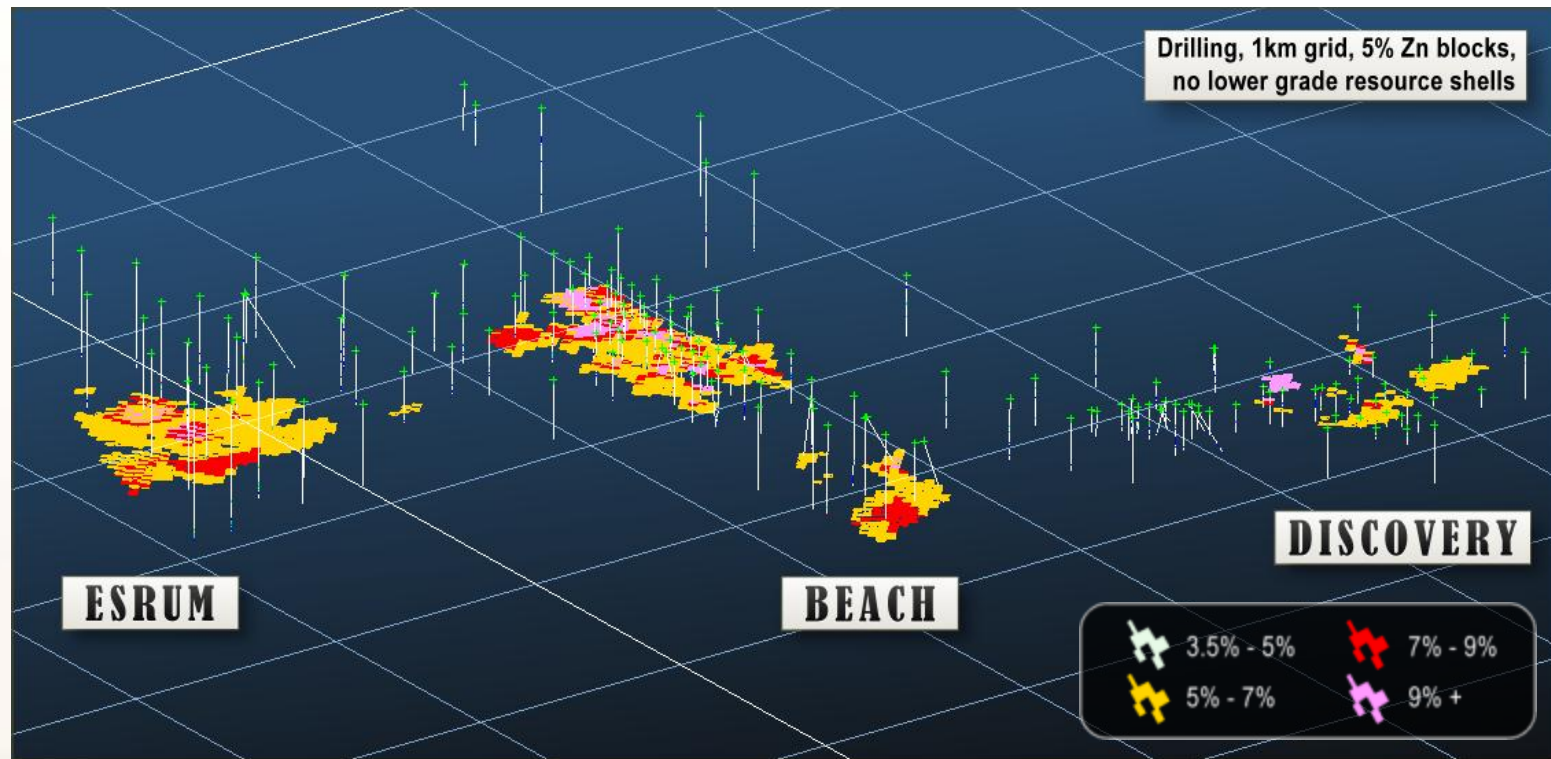 Drilling, 1km grid, 5% Zn blocks,
no lower grade resource shells
DISCOVERY
ESRUM
BEACH
3.5% - 5%
7% - 9%
5% - 7%
9% +